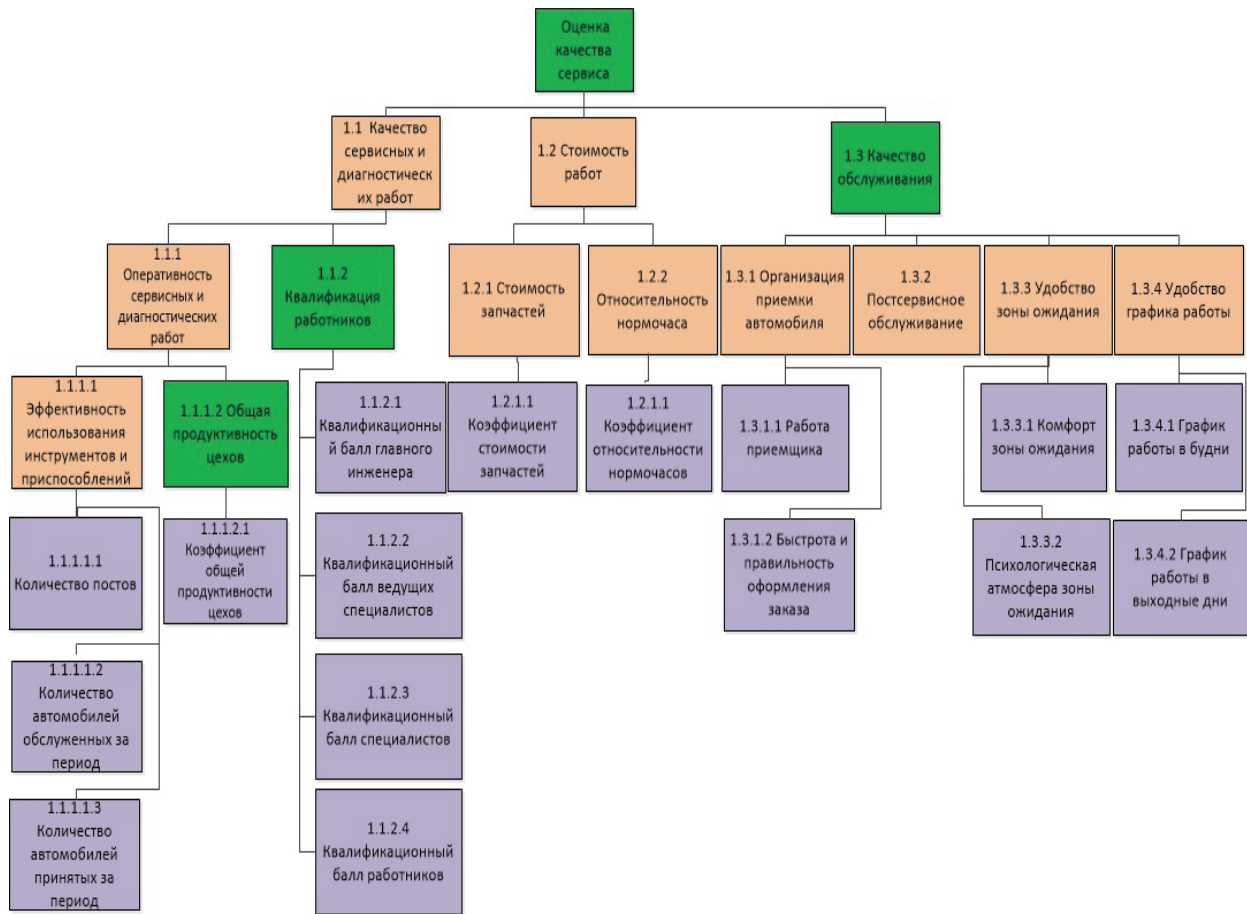 Оценка
качества
сервиса
1.1 Качество
сервисных и
диагностическ
их работ
1.2 Стоимость
работ
1.3 Качество
обслуживания
1.1.1
Оперативность
сервисных и
диагностических
работ
1.1.2
Квалификация
работников
1.2.1 Стоимость
запчастей
1.2.2
Относительность
нормочаса
1.3.1 Организация
приемки
автомобиля
1.3.2
Постсервисное
обслуживание
1.3.3 Удобство
зоны ожидания
1.3.4 Удобство
графика работы
1.1.1.1
Эффективность
использования
инструментов и
приспособлений
1.1.1.2 Общая
продуктивность
цехов
1.1.2.1
Квалификационны
й балл главного
инженера
1.2.1.1
Коэффициент
стоимости
запчастей
1.2.1.1
Коэффициент
относительности
нормочасов
1.3.1.1 Работа
приемщика
1.3.3.1 Комфорт
зоны ожидания
1.3.4.1 График
работы в будни
1.1.1.1.1
Количество постов
1.1.1.2.1
Коэффициент
общей
продуктивности
цехов
1.1.2.2
Квалификационный
балл ведущих
специалистов
1.3.1.2 Быстрота и
правильность
оформления
заказа
1.3.3.2
Психологическая
атмосфера зоны
ожидания
1.3.4.2 График
работы в
выходные дни
1.1.1.1.2
Количество
автомобилей
обслуженных за
период
1.1.2.3
Квалификационный
балл специалистов
1.1.1.1.3
Количество
автомобилей
принятых за
период
1.1.2.4
Квалификационный
балл работников